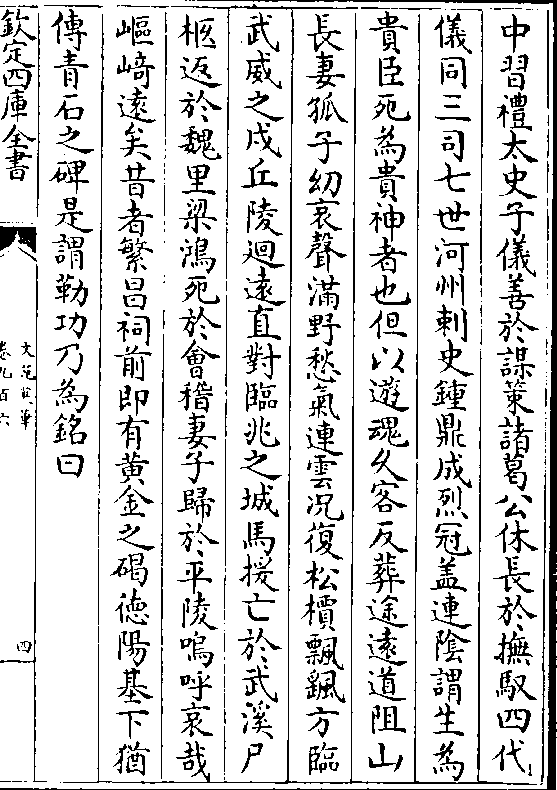 中習禮太史子儀善於謀策諸葛公休長於撫馭四代
儀同三司七世河州刺史鍾鼎成烈冠盖連陰謂生為
貴臣死為貴神者也但以遊魂久客反葬途遠道阻山
長妻孤子幼哀聲滿野愁氣連雲况復松檟飄颻方臨
武威之戍丘陵迴遠直對臨洮之城馬援亡於武溪尸
柩返於魏里梁鴻死於會稽妻子歸於平陵嗚呼哀哉
嶇﨑遠矣昔者繁昌祠前即有黄金之碣徳陽基下猶
傳青石之碑是謂勒功乃為銘曰
欽定四庫全書
文苑英華
卷九百六
四